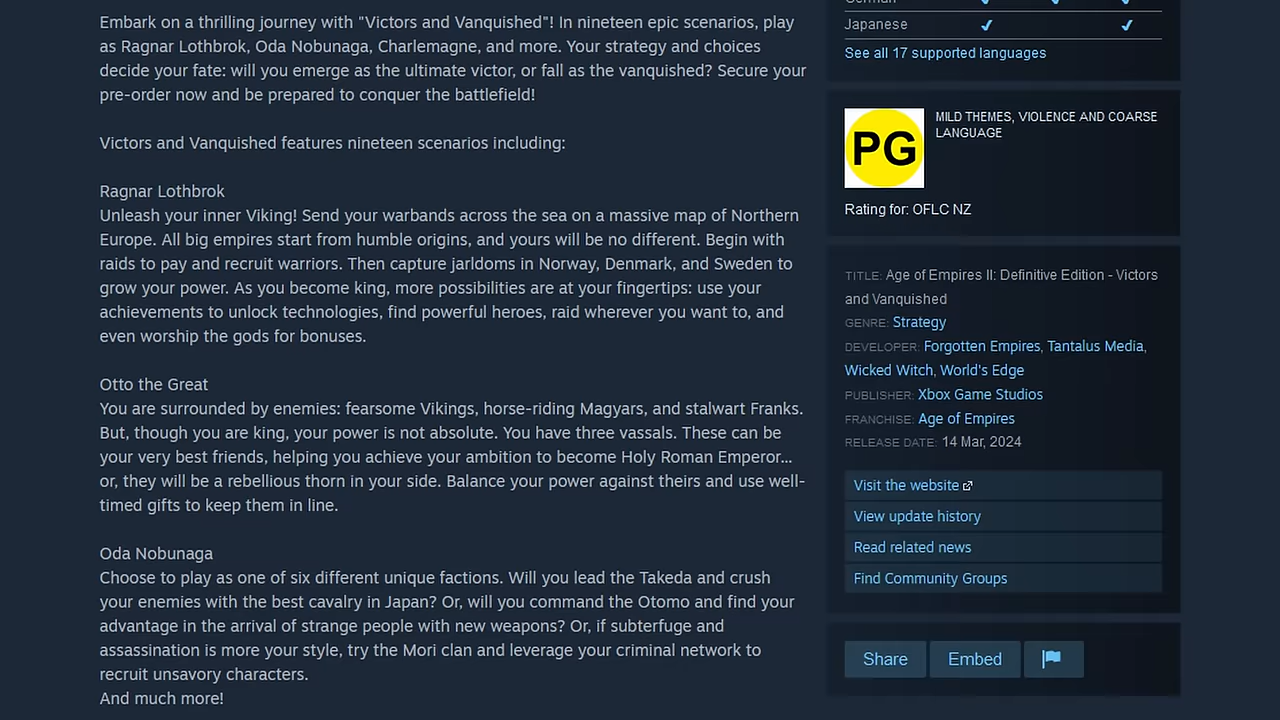 Embark on a thrilling journey with "Victors and Vanquished"! In nineteen epic scenarios, play
as Ragnar Lothbrok, Oda Nobunaga, Charlemagne, and more. Your strategy and choices
decide your fate: will you emerge as the ultimate victor, or fall as the vanquished? Secure your
pre-order now and be prepared to conquer the battlefield!
Victors and Vanquished features nineteen scenarios including:
Ragnar Lothbrok
Unleash your inner Viking! Send your warbands across the sea on a massive map of Northern
Europe. All big empires start from humble origins, and yours will be no different. Begin with
raids to pay and recruit warriors. Then capture jarldoms in Norway, Denmark, and Sweden to
grow your power. As you become king, more possibilities are at your fingertips: use your
achievements to unlock technologies, find powerful heroes, raid wherever you want to, and
even worship the gods for bonuses.
Otto the Great
You are surrounded by enemies: fearsome Vikings, horse-riding Magyars, and stalwart Franks.
But, though you are king, your power is not absolute. You have three vassals. These can be
your very best friends, helping you achieve your ambition to become Holy Roman Emperor...
or, they will be a rebellious thorn in your side. Balance your power against theirs and use well-
timed gifts to keep them in line.
Oda Nobunaga
Choose to play as one of six different unique factions. Will you lead the Takeda and crush
your enemies with the best cavalry in Japan? Or, will you command the Otomo and find your
advantage in the arrival of strange people with new weapons? Or, if subterfuge and
assassination is more your style, try the Mori clan and leverage your criminal network to
recruit unsavory characters.
And much more!
German
Japanese ✔ ✔
See all 17 supported languages
PG
MILD THEMES, VIOLENCE AND COARSE
LANGUAGE
Rating for: OFLC NZ
TITLE: Age of Empires II: Definitive Edition - Victors
and Vanquished
GENRE: Strategy
DEVELOPER: Forgotten Empires, Tantalus Media,
Wicked Witch, World's Edge
PUBLISHER: Xbox Game Studios
FRANCHISE: Age of Empires
RELEASE DATE: 14 Mar, 2024
Visit the website
View update history
Read related news
Find Community Groups
Share
Embed